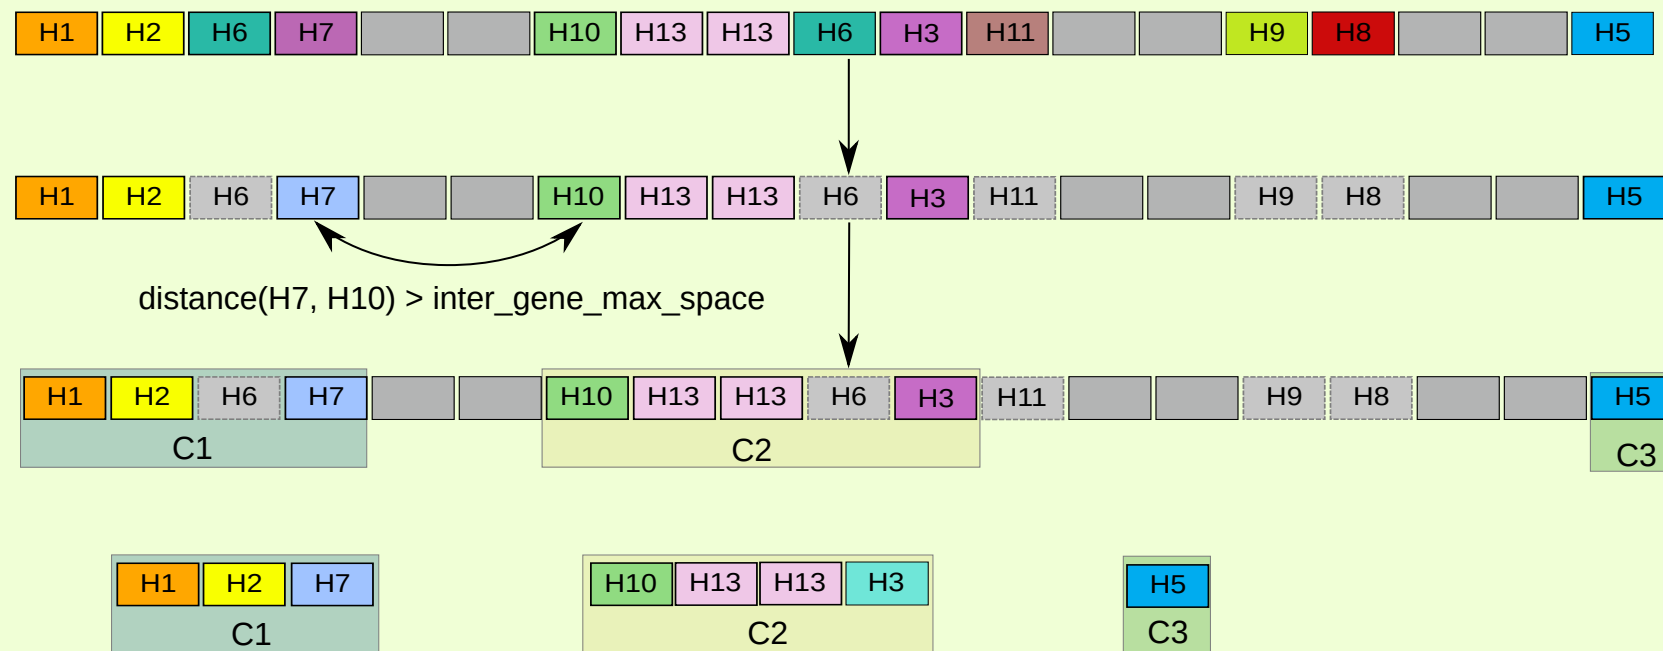 H1 H2 H6 H7 H10 H13 H13 H6 H3 H11 H9 H8 H5
H1 H2 H6 H7 H10 H13 H13 H6 H3 H11 H9 H8 H5
distance(H7, H10) > inter_gene_max_space
H1 H2 H6 H7 H10 H13 H13 H6 H3 H11 H9 H8 H5
C1 C2 C3
H1 H2 H7 H10 H13 H13 H3 H5
C1 C2 C3